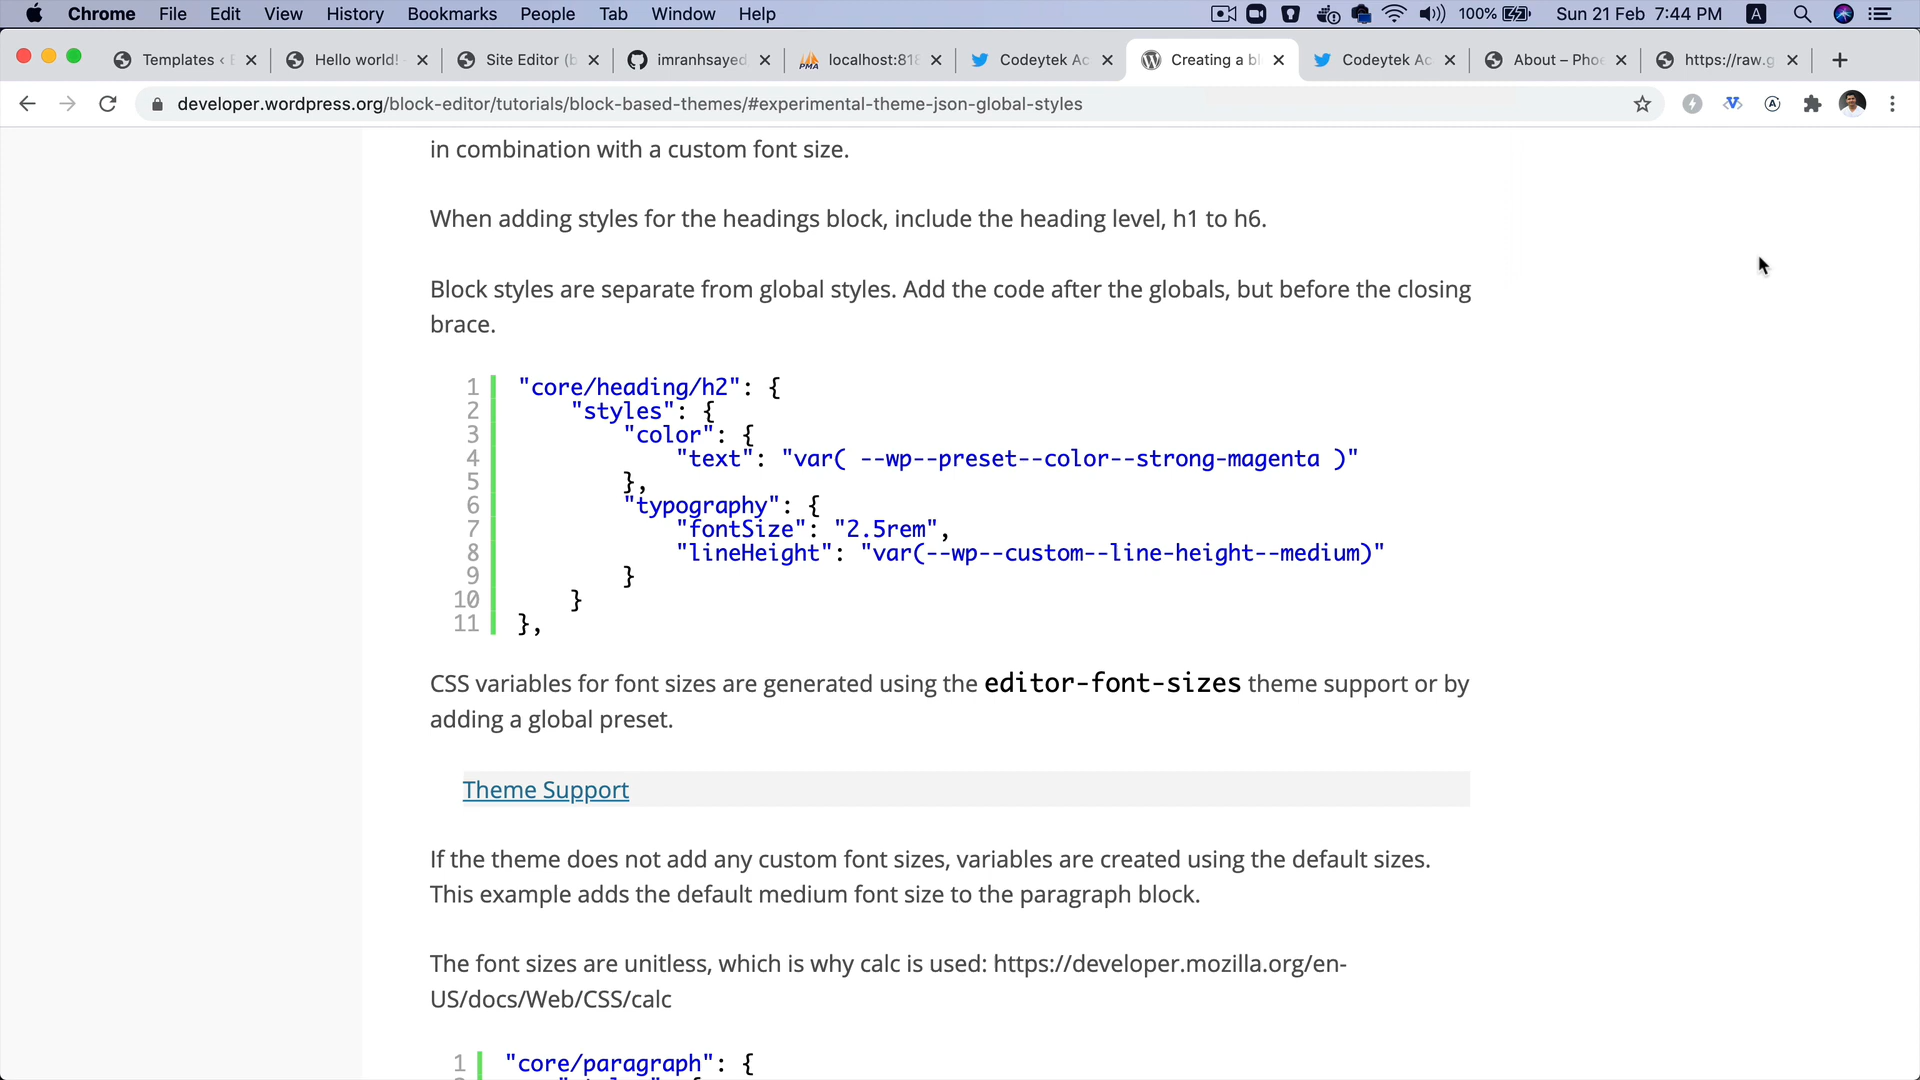 Chrome File Edit View History Bookmarks People Tab Window Help 100% Sun 21 Feb 7:44 PM A
Templates ‹ Hello world! Site Editor (b imranhsayed localhost:818 Codeytek Ac Creating a bl Codeytek Ac About – Phoe https://raw.g
developer.wordpress.org/block-editor/tutorials/block-based-themes/#experimental-theme-json-global-styles
in combination with a custom font size.
When adding styles for the headings block, include the heading level, h1 to h6.
Block styles are separate from global styles. Add the code after the globals, but before the closing
brace.
1 "core/heading/h2": {
2 "styles": {
3 "color": {
4 "text": "var( --wp--preset--color--strong-magenta )"
5 },
6 "typography": {
7 "fontSize": "2.5rem",
8 "lineHeight": "var(--wp--custom--line-height--medium)"
9 }
10 }
11 },
CSS variables for font sizes are generated using the editor-font-sizes theme support or by
adding a global preset.
Theme Support
If the theme does not add any custom font sizes, variables are created using the default sizes.
This example adds the default medium font size to the paragraph block.
The font sizes are unitless, which is why calc is used: https://developer.mozilla.org/en-
US/docs/Web/CSS/calc
1 "core/paragraph": {